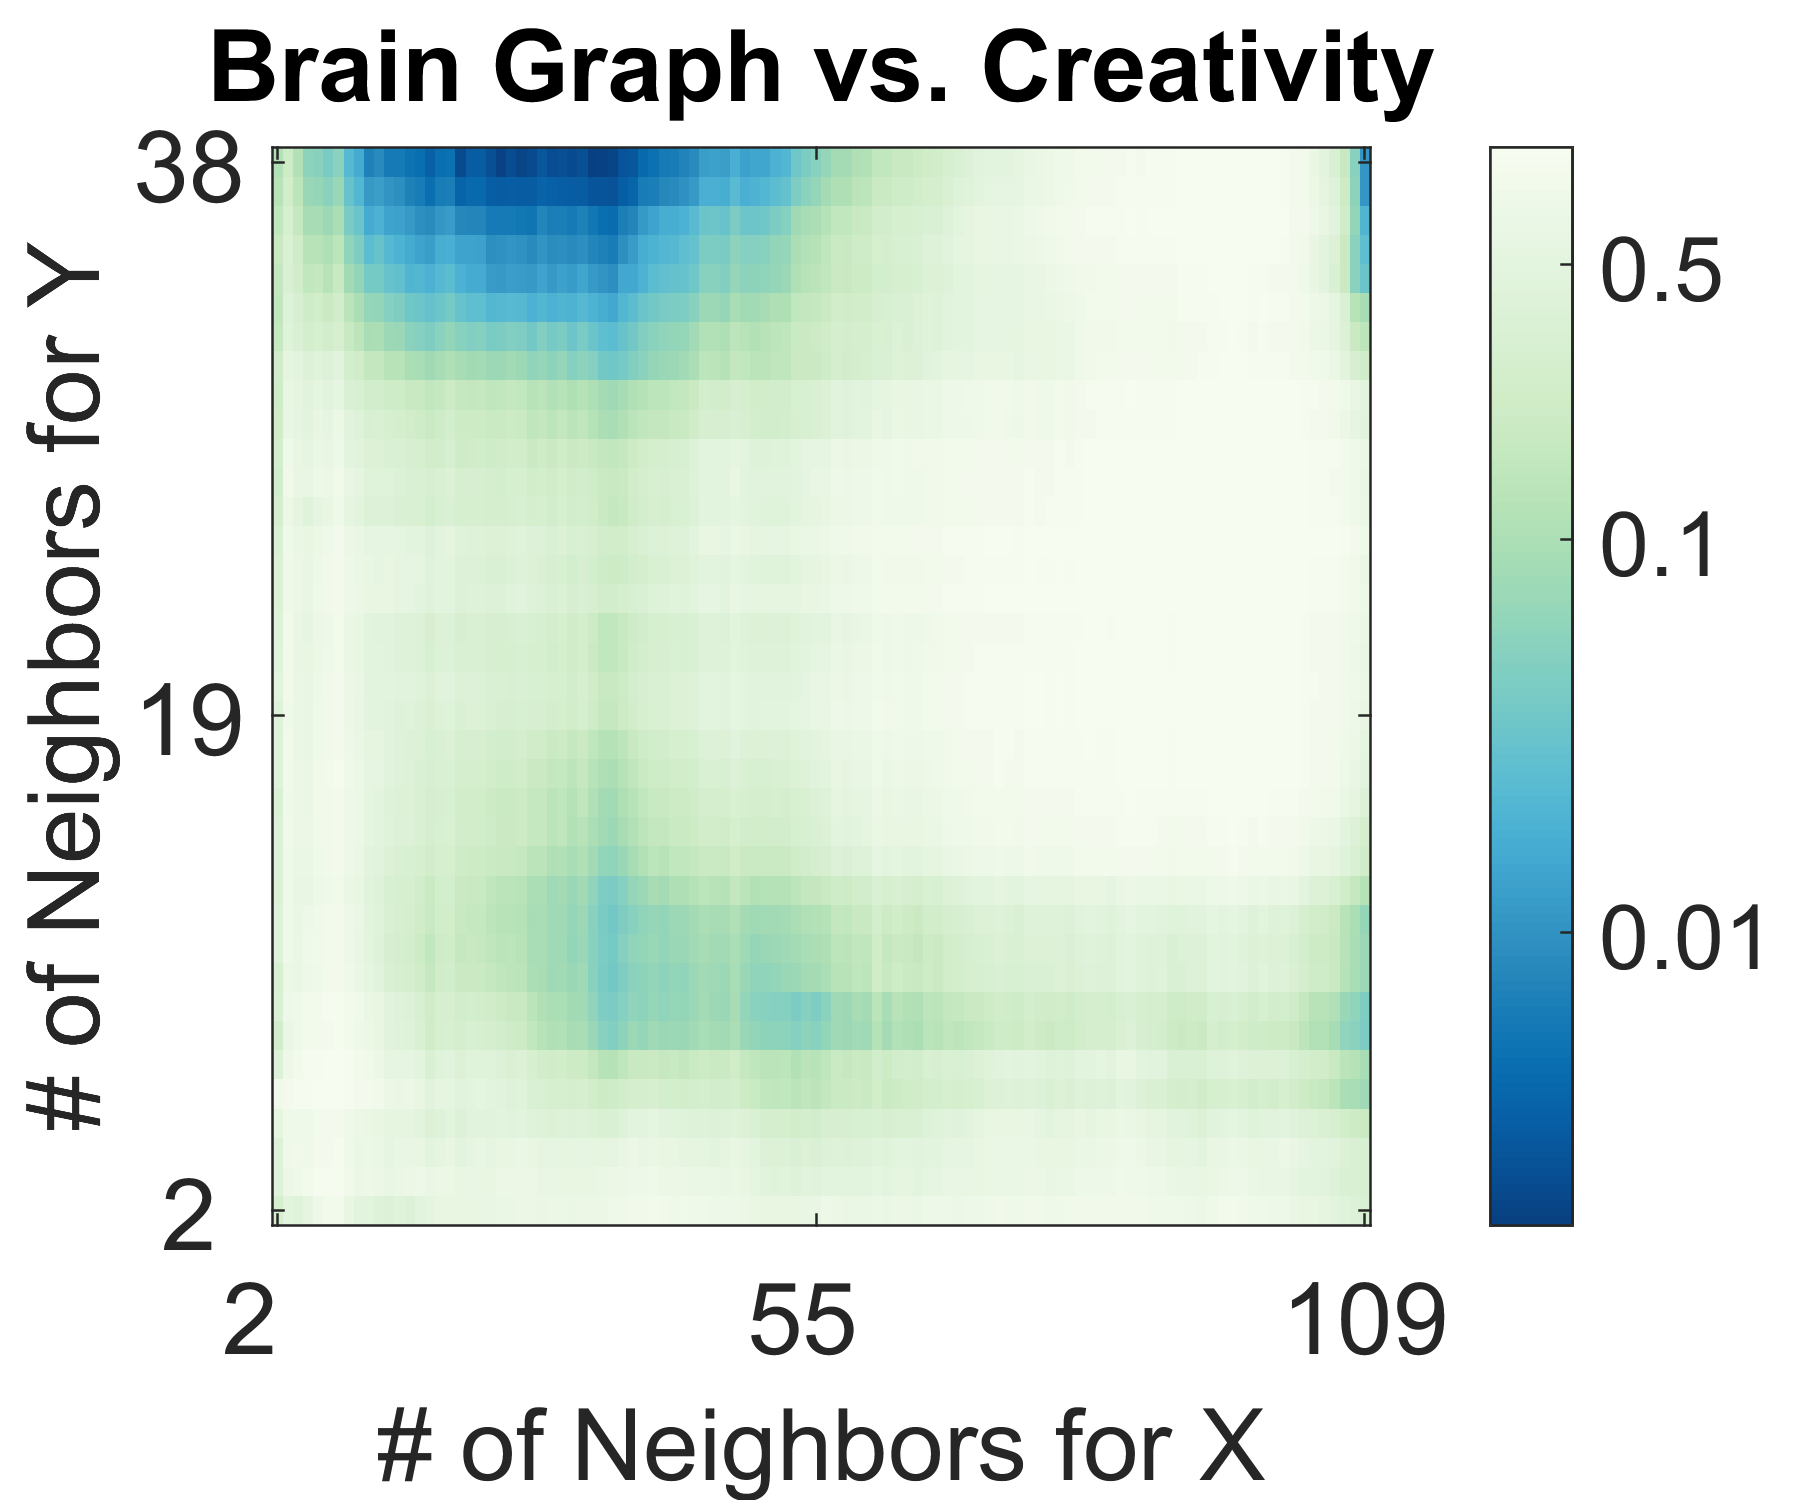 Brain Graph vs. Creativity
38
19
2
# of Neighbors for Y
2 55 109
# of Neighbors for X
0.5
0.1
0.01